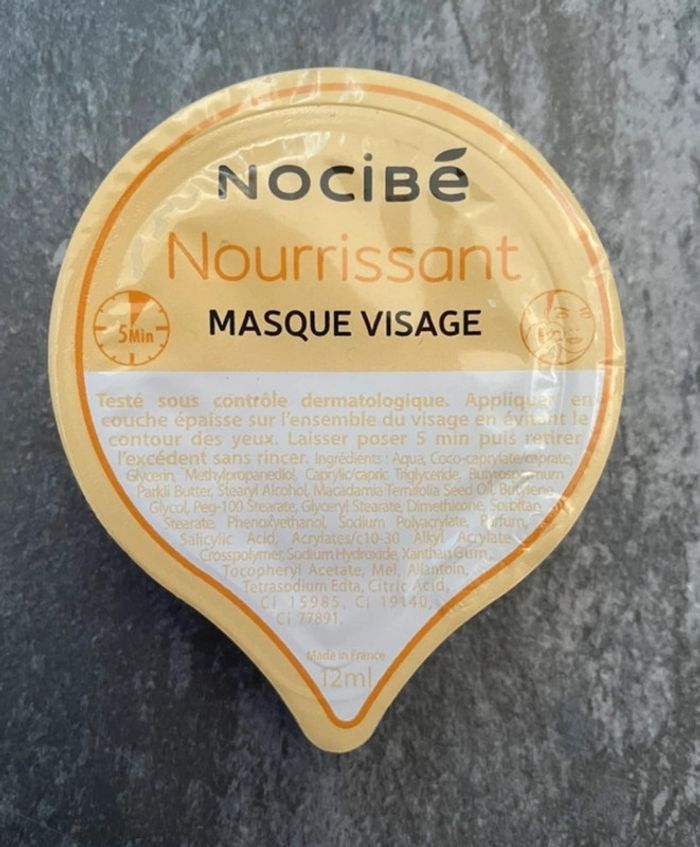 NOCIBé
Nourrissant
5Min
MASQUE VISAGE
Testé sous contrôle dermatologique. Appliquer en
couche épaisse sur l'ensemble du visage en évitant le
contour des yeux. Laisser poser 5 min puis retirer
l'excédent sans rincer. Ingrédients : Aqua, Coco-caprylate/caprate,
Glycerin, Methylpropanediol, Caprylic/capric Triglyceride, Butyrospermum
Parkii Butter, Stearyl Alcohol, Macadamia Ternifolia Seed Oil, Butylene
Glycol, Peg-100 Stearate, Glyceryl Stearate, Dimethicone, Sorbitan
Stearate, Phenoxyethanol, Sodium Polyacrylate, Parfum,
Salicylic Acid, Acrylates/c10-30 Alkyl Acrylate
Crosspolymer, Sodium Hydroxide, Xanthan Gum,
Tocopheryl Acetate, Mel, Allantoin,
Tetrasodium Edta, Citric Acid,
Ci 15985, Ci 19140,
Ci 77891.
Made in France
12ml